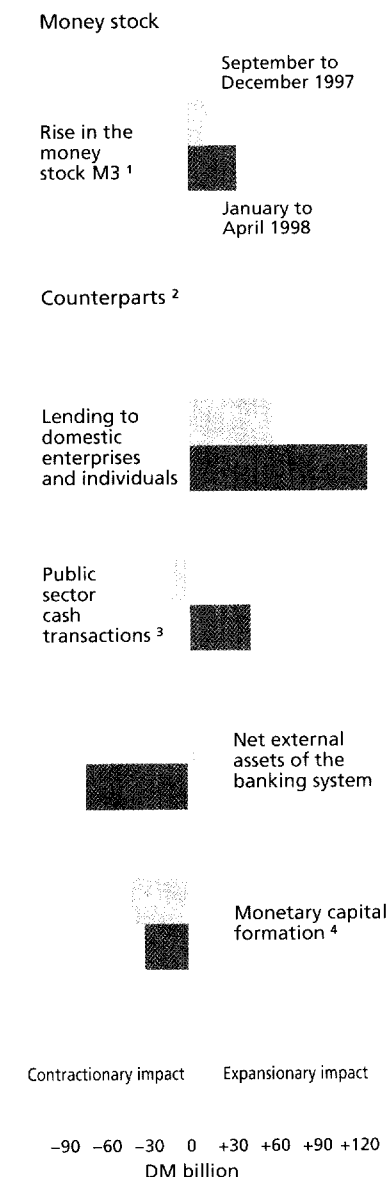 Money stock
September to
December 1997
Rise in the
money
stock M3 ¹
January to
April 1998
Counterparts ²
Lending to
domestic
enterprises
and individuals
Public
sector
cash
transactions ³
Net external
assets of the
banking system
Monetary capital
formation ⁴
Contractionary impact Expansionary impact
−90 −60 −30 0 +30 +60 +90 +120
DM billion